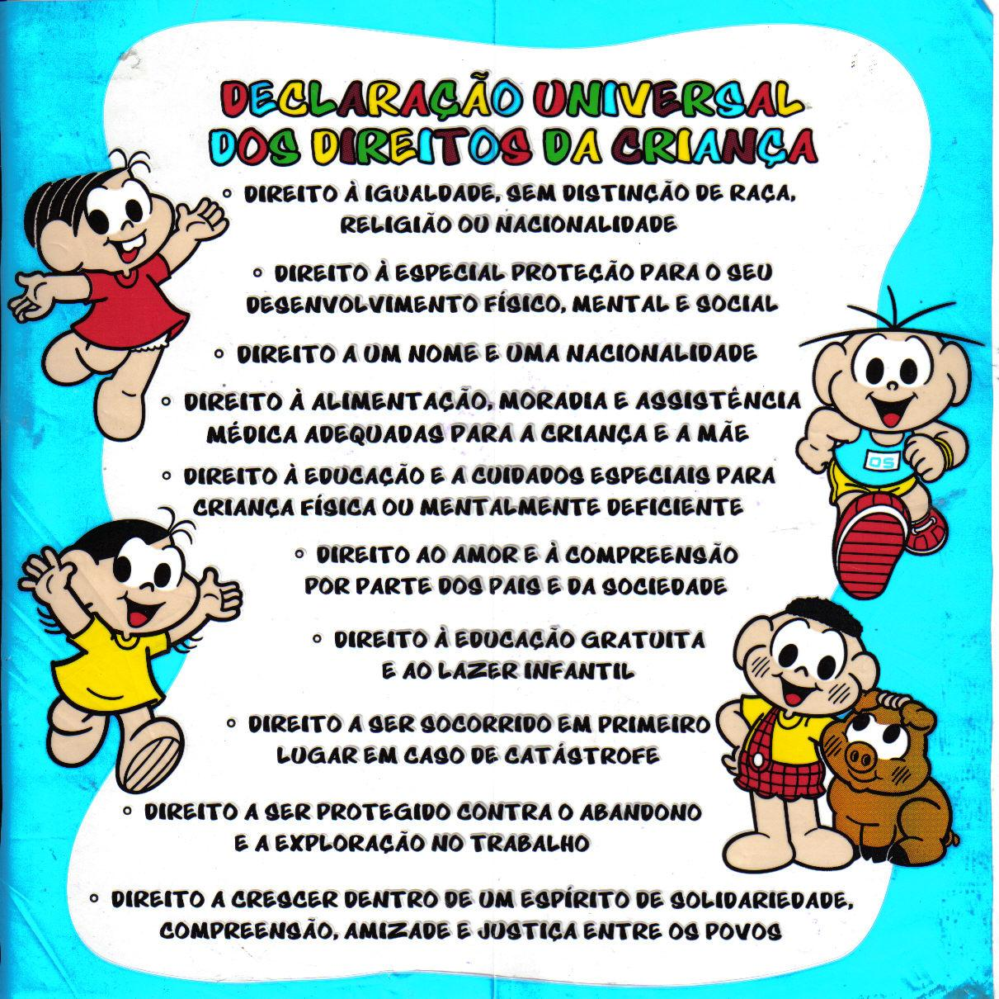 DECLARAÇÃO UNIVERSAL
DOS DIREITOS DA CRIANÇA
° DIREITO À IGUALDADE, SEM DISTINÇÃO DE RAÇA,
RELIGIÃO OU NACIONALIDADE
° DIREITO À ESPECIAL PROTEÇÃO PARA O SEU
DESENVOLVIMENTO FÍSICO, MENTAL E SOCIAL
° DIREITO A UM NOME E UMA NACIONALIDADE
° DIREITO À ALIMENTAÇÃO, MORADIA E ASSISTÊNCIA
MÉDICA ADEQUADAS PARA A CRIANÇA E A MÃE
° DIREITO À EDUCAÇÃO E A CUIDADOS ESPECIAIS PARA
CRIANÇA FÍSICA OU MENTALMENTE DEFICIENTE
° DIREITO AO AMOR E À COMPREENSÃO
POR PARTE DOS PAIS E DA SOCIEDADE
° DIREITO À EDUCAÇÃO GRATUITA
E AO LAZER INFANTIL
° DIREITO A SER SOCORRIDO EM PRIMEIRO
LUGAR EM CASO DE CATÁSTROFE
° DIREITO A SER PROTEGIDO CONTRA O ABANDONO
E A EXPLORAÇÃO NO TRABALHO
° DIREITO A CRESCER DENTRO DE UM ESPÍRITO DE SOLIDARIEDADE,
COMPREENSÃO, AMIZADE E JUSTIÇA ENTRE OS POVOS
OS